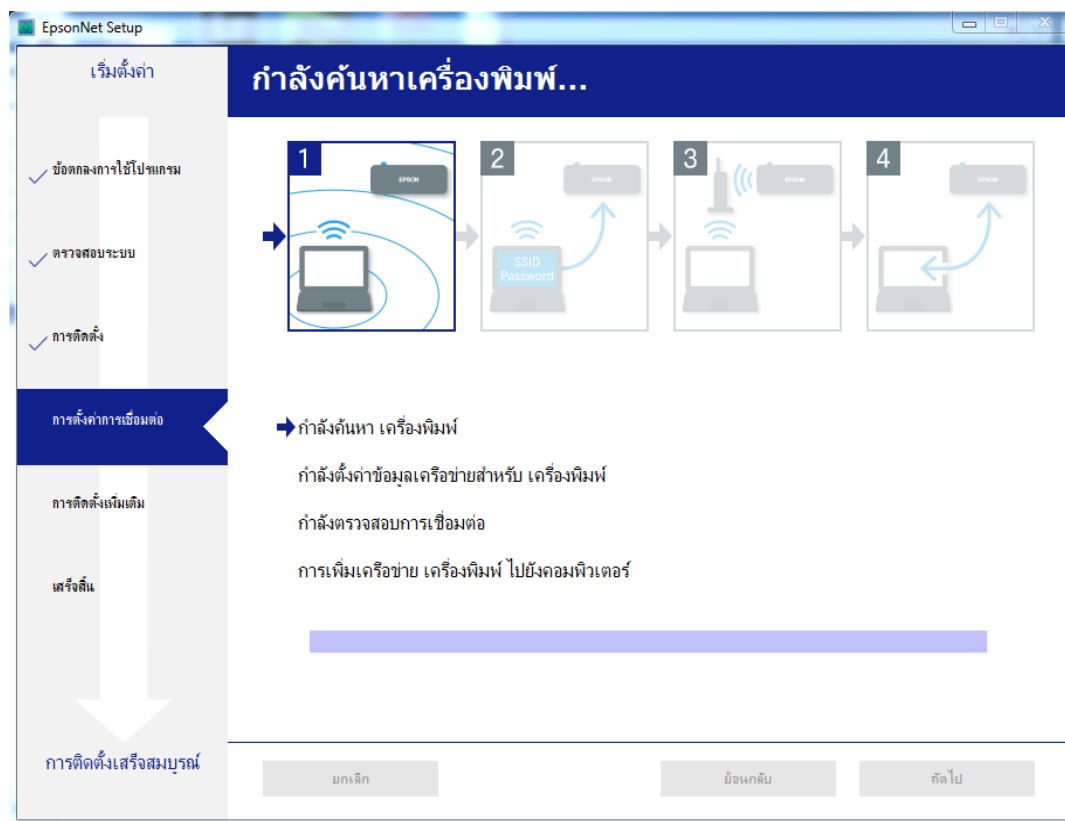 EpsonNet Setup
เริ่มตั้งค่า
กำลังค้นหาเครื่องพิมพ์...
ข้อตกลงการใช้โปรแกรม
ตรวจสอบระบบ
การติดตั้ง
การตั้งค่าการเชื่อมต่อ
การติดตั้งเพิ่มเติม
เสร็จสิ้น
การติดตั้งเสร็จสมบูรณ์
1
EPSON
2
EPSON
SSID
Password
3
EPSON
4
EPSON
กำลังค้นหา เครื่องพิมพ์
กำลังตั้งค่าข้อมูลเครือข่ายสำหรับ เครื่องพิมพ์
กำลังตรวจสอบการเชื่อมต่อ
การเพิ่มเครือข่าย เครื่องพิมพ์ ไปยังคอมพิวเตอร์
ยกเลิก
ย้อนกลับ
ถัดไป